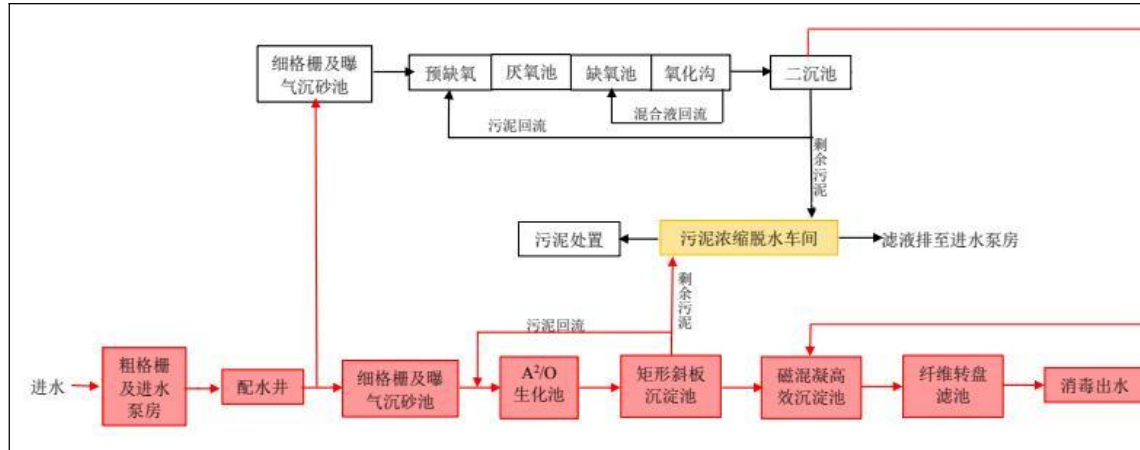 细格栅及曝
气沉砂池
预缺氧
厌氧池
缺氧池
氧化沟
二沉池
混合液回流
污泥回流
剩余污泥
污泥处置
污泥浓缩脱水车间
滤液排至进水泵房
剩余污泥
污泥回流
进水
粗格栅
及进水
泵房
配水井
细格栅及曝
气沉砂池
A²/O
生化池
矩形斜板
沉淀池
磁混凝高
效沉淀池
纤维转盘
滤池
消毒出水